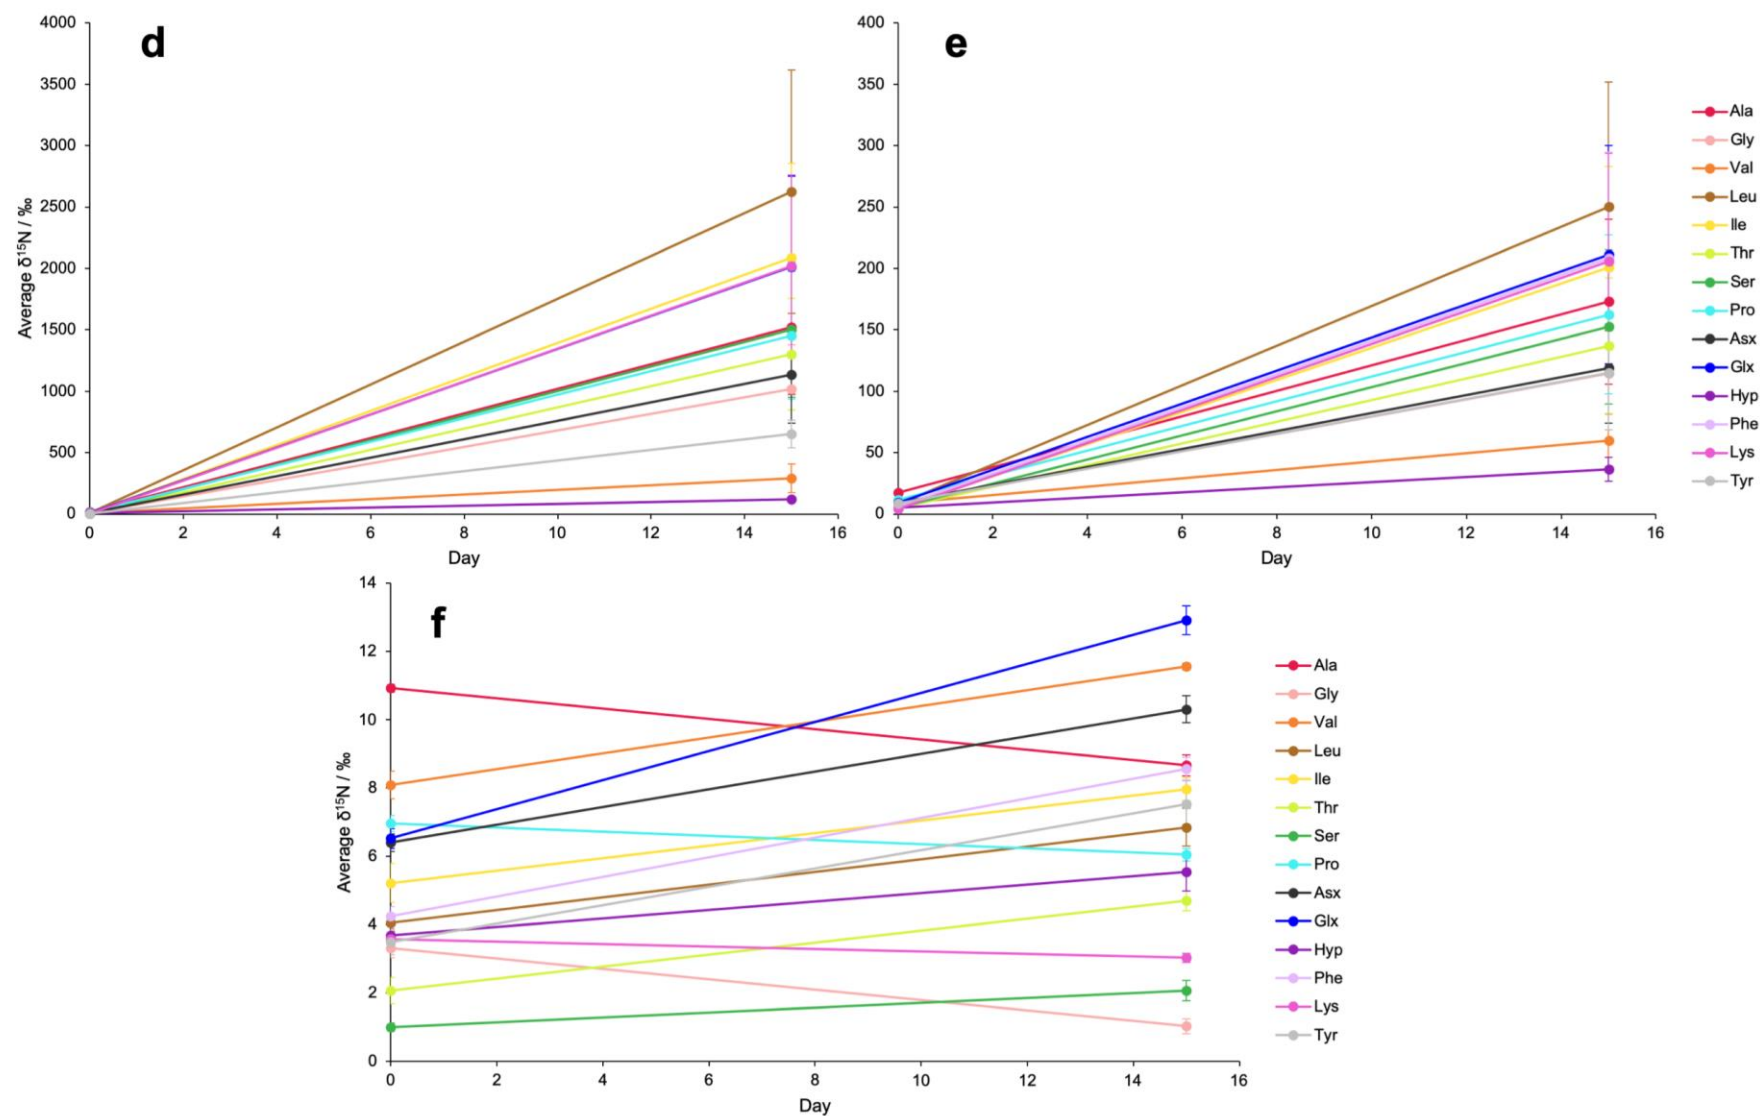 d
4000
3500
3000
2500
2000
1500
1000
500
0
Average δ¹⁵N / ‰
0 2 4 6 8 10 12 14 16
Day
e
400
350
300
250
200
150
100
50
0
0 2 4 6 8 10 12 14 16
Day
Ala
Gly
Val
Leu
Ile
Thr
Ser
Pro
Asx
Glx
Hyp
Phe
Lys
Tyr
f
14
12
10
8
6
4
2
0
Average δ¹⁵N / ‰
0 2 4 6 8 10 12 14 16
Day
Ala
Gly
Val
Leu
Ile
Thr
Ser
Pro
Asx
Glx
Hyp
Phe
Lys
Tyr